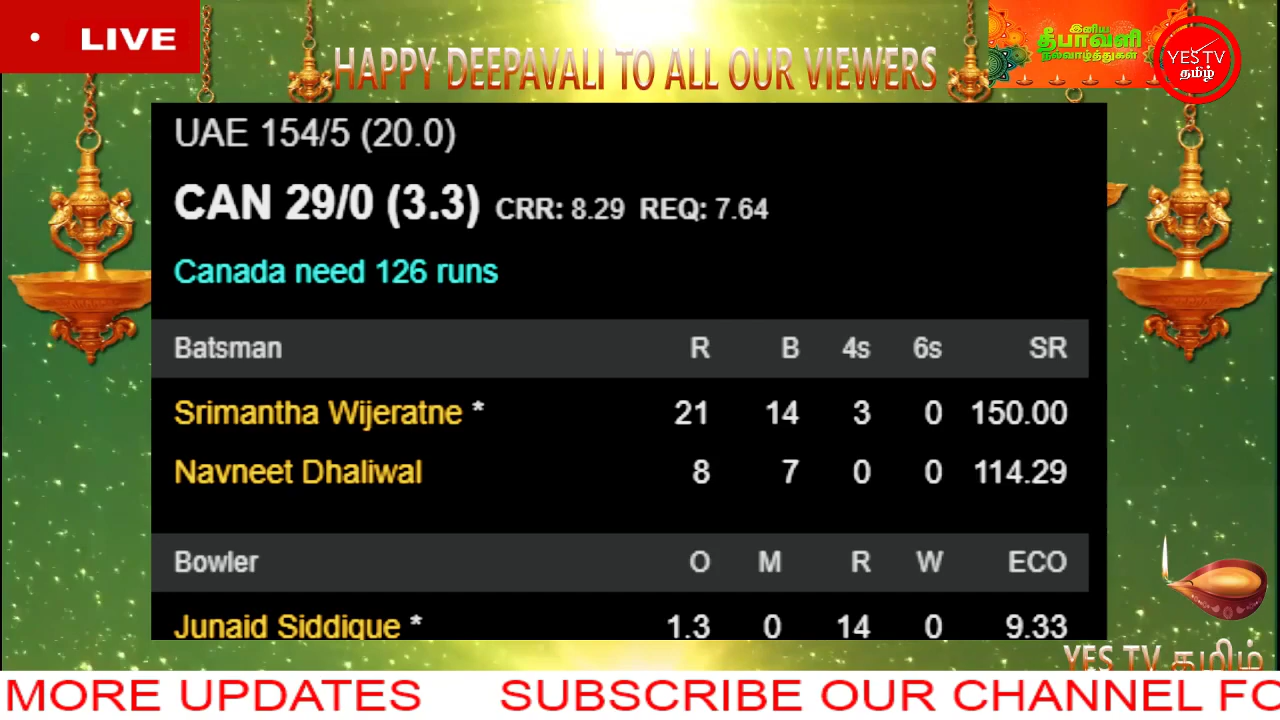 LIVE
HAPPY DEEPAVALI TO ALL OUR VIEWERS
இனிய
தீபாவளி
நல்வாழ்த்துகள்
YES TV
தமிழ்
UAE 154/5 (20.0)
CAN 29/0 (3.3) CRR: 8.29 REQ: 7.64
Canada need 126 runs
Batsman R B 4s 6s SR
Srimantha Wijeratne * 21 14 3 0 150.00
Navneet Dhaliwal 8 7 0 0 114.29
Bowler O M R W ECO
Junaid Siddique * 1.3 0 14 0 9.33
YES TV தமிழ்
MORE UPDATES SUBSCRIBE OUR CHANNEL FO